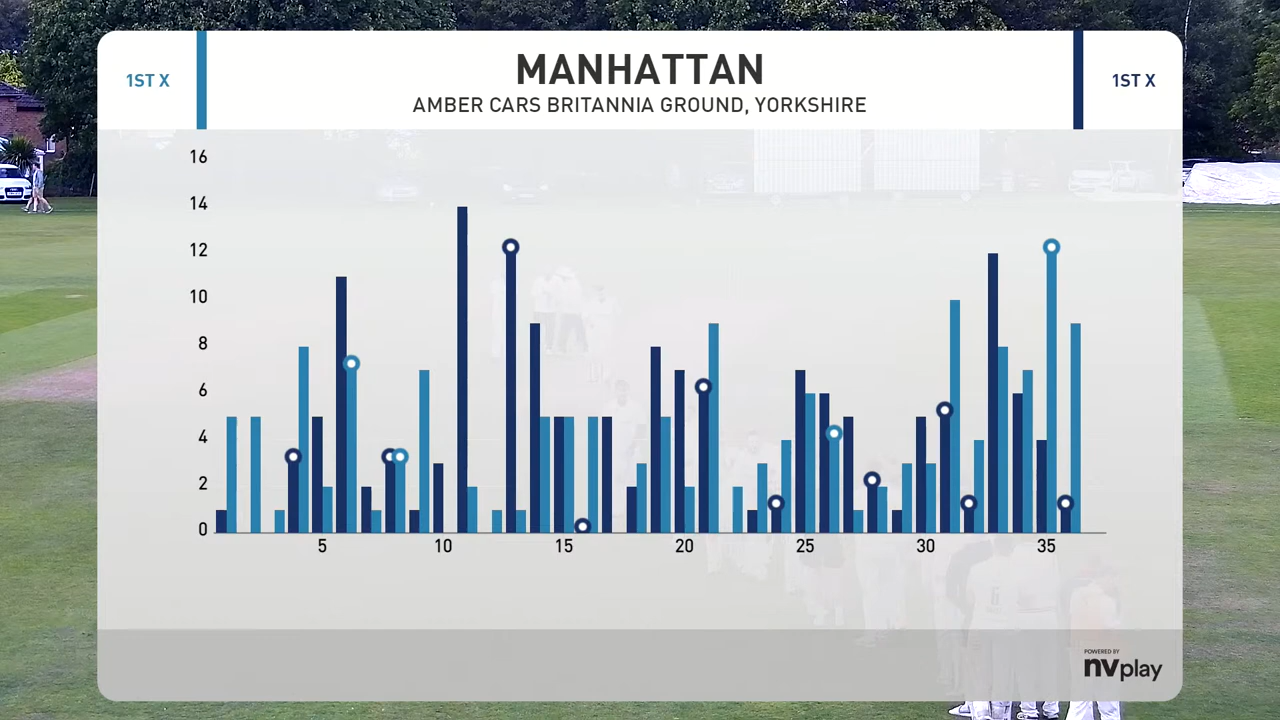 1ST X
MANHATTAN
AMBER CARS BRITANNIA GROUND, YORKSHIRE
1ST X
16
14
12
10
8
6
4
2
0
5 10 15 20 25 30 35
POWERED BY
nvplay